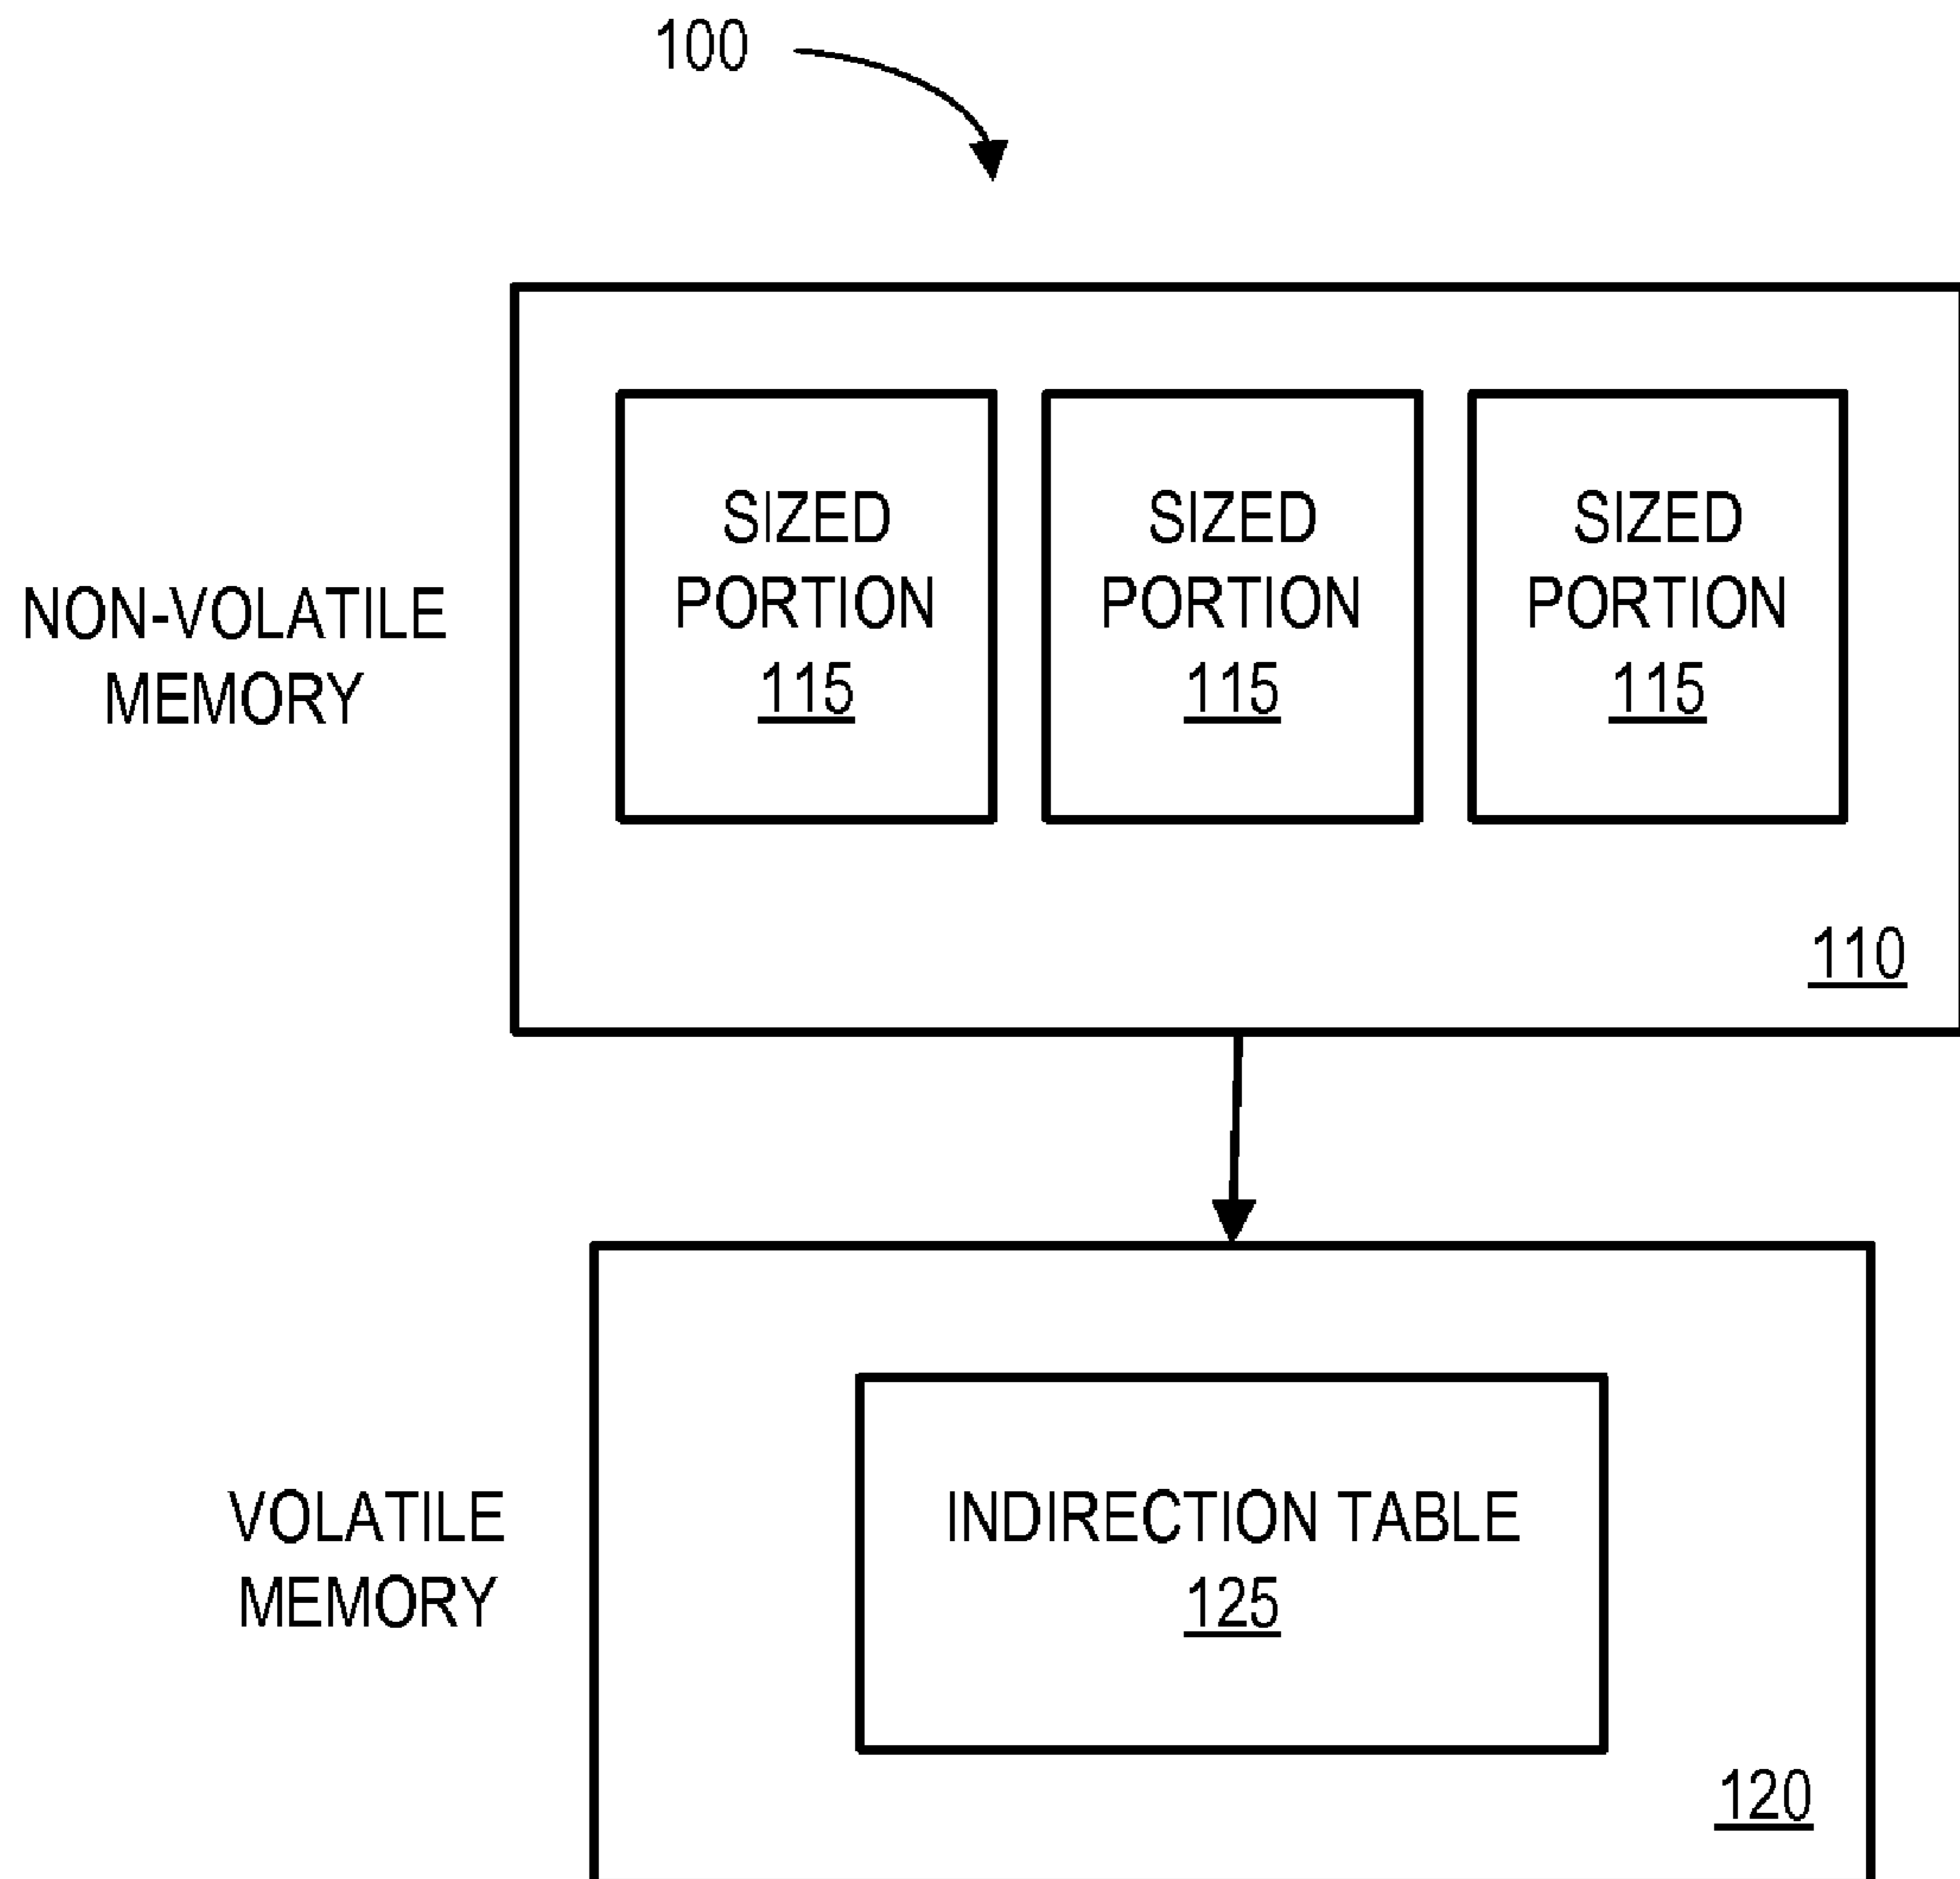 100
NON-VOLATILE
MEMORY
SIZED
PORTION
115
SIZED
PORTION
115
SIZED
PORTION
115
110
VOLATILE
MEMORY
INDIRECTION TABLE
125
120